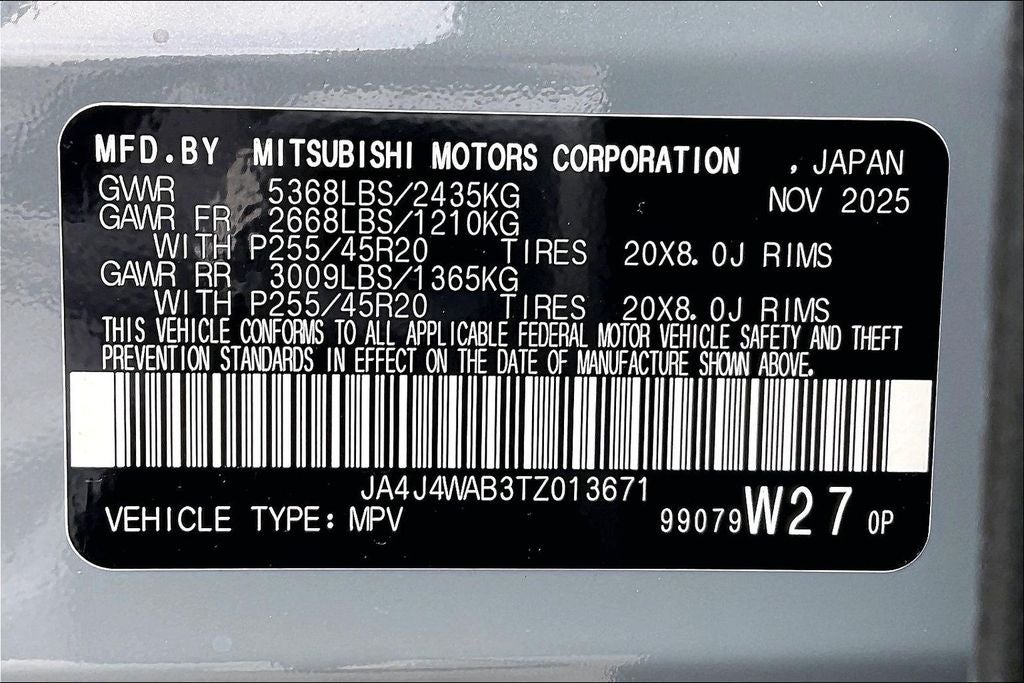 MFD.BY MITSUBISHI MOTORS CORPORATION , JAPAN
GVWR 5368LBS/2435KG NOV 2025
GAWR FR 2668LBS/1210KG
WITH P255/45R20 TIRES 20X8.0J RIMS
GAWR RR 3009LBS/1365KG
WITH P255/45R20 TIRES 20X8.0J RIMS
THIS VEHICLE CONFORMS TO ALL APPLICABLE FEDERAL MOTOR VEHICLE SAFETY AND THEFT
PREVENTION STANDARDS IN EFFECT ON THE DATE OF MANUFACTURE SHOWN ABOVE.
JA4J4WAB3TZ013671
VEHICLE TYPE: MPV 99079 W27 0P